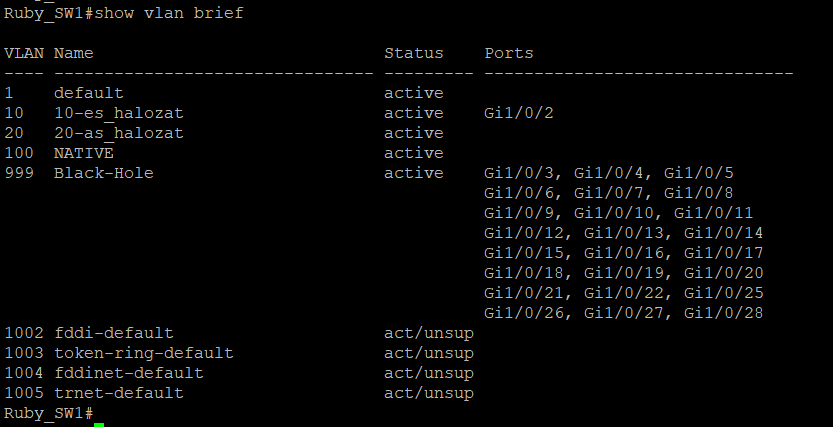 Ruby_SW1#show vlan brief
VLAN Name                             Status    Ports
---- -------------------------------- --------- -------------------------------
1    default                          active
10   10-es_halozat                    active    Gi1/0/2
20   20-as_halozat                    active
100  NATIVE                           active
999  Black-Hole                       active    Gi1/0/3, Gi1/0/4, Gi1/0/5
                                                Gi1/0/6, Gi1/0/7, Gi1/0/8
                                                Gi1/0/9, Gi1/0/10, Gi1/0/11
                                                Gi1/0/12, Gi1/0/13, Gi1/0/14
                                                Gi1/0/15, Gi1/0/16, Gi1/0/17
                                                Gi1/0/18, Gi1/0/19, Gi1/0/20
                                                Gi1/0/21, Gi1/0/22, Gi1/0/25
                                                Gi1/0/26, Gi1/0/27, Gi1/0/28
1002 fddi-default                     act/unsup
1003 token-ring-default               act/unsup
1004 fddinet-default                  act/unsup
1005 trnet-default                    act/unsup
Ruby_SW1#